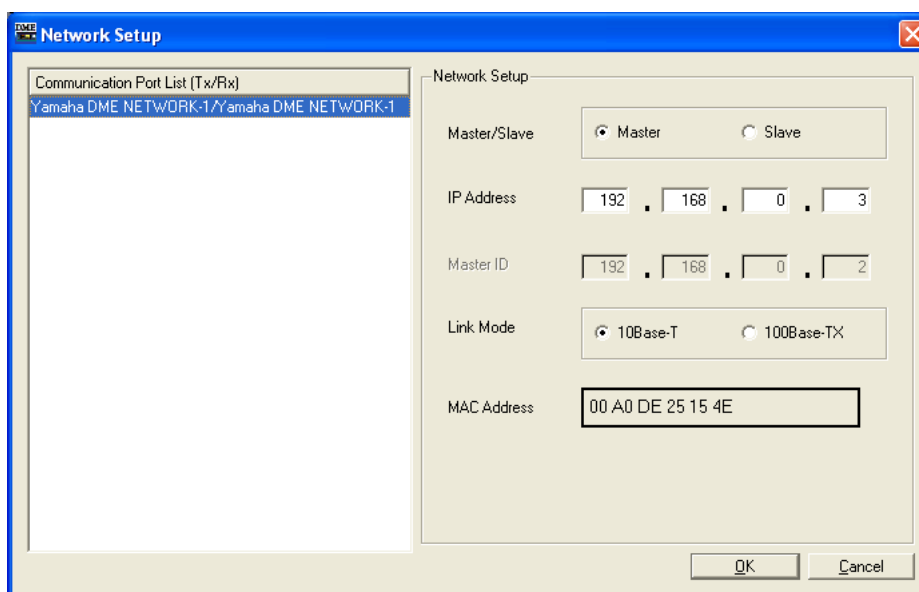 DME
Network Setup
Communication Port List (Tx/Rx)
Yamaha DME NETWORK-1/Yamaha DME NETWORK-1
Network Setup
Master/Slave
Master
Slave
IP Address
192 . 168 . 0 . 3
Master ID
192 . 168 . 0 . 2
Link Mode
10Base-T
100Base-TX
MAC Address
00 A0 DE 25 15 4E
OK
Cancel